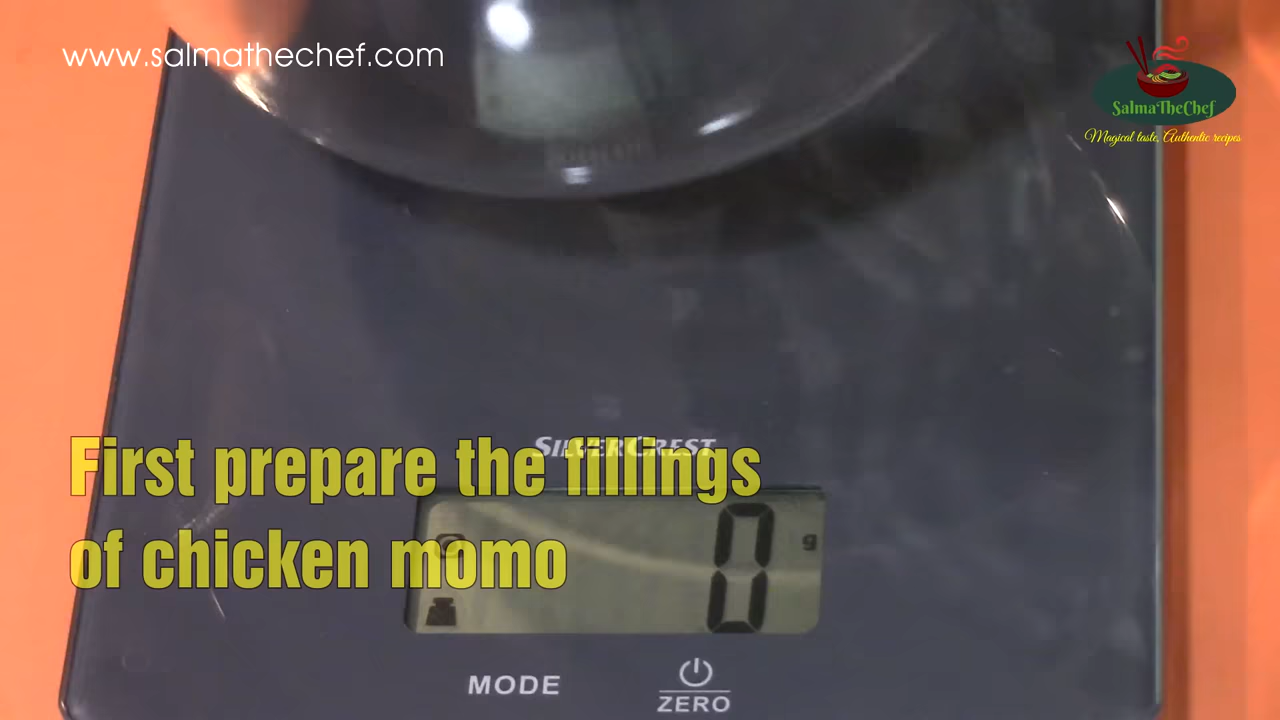 www.salmathechef.com
SalmaTheChef
Magical taste, Authentic recipes
SILVERCREST
First prepare the fillings
of chicken momo
0 g
MODE
ZERO